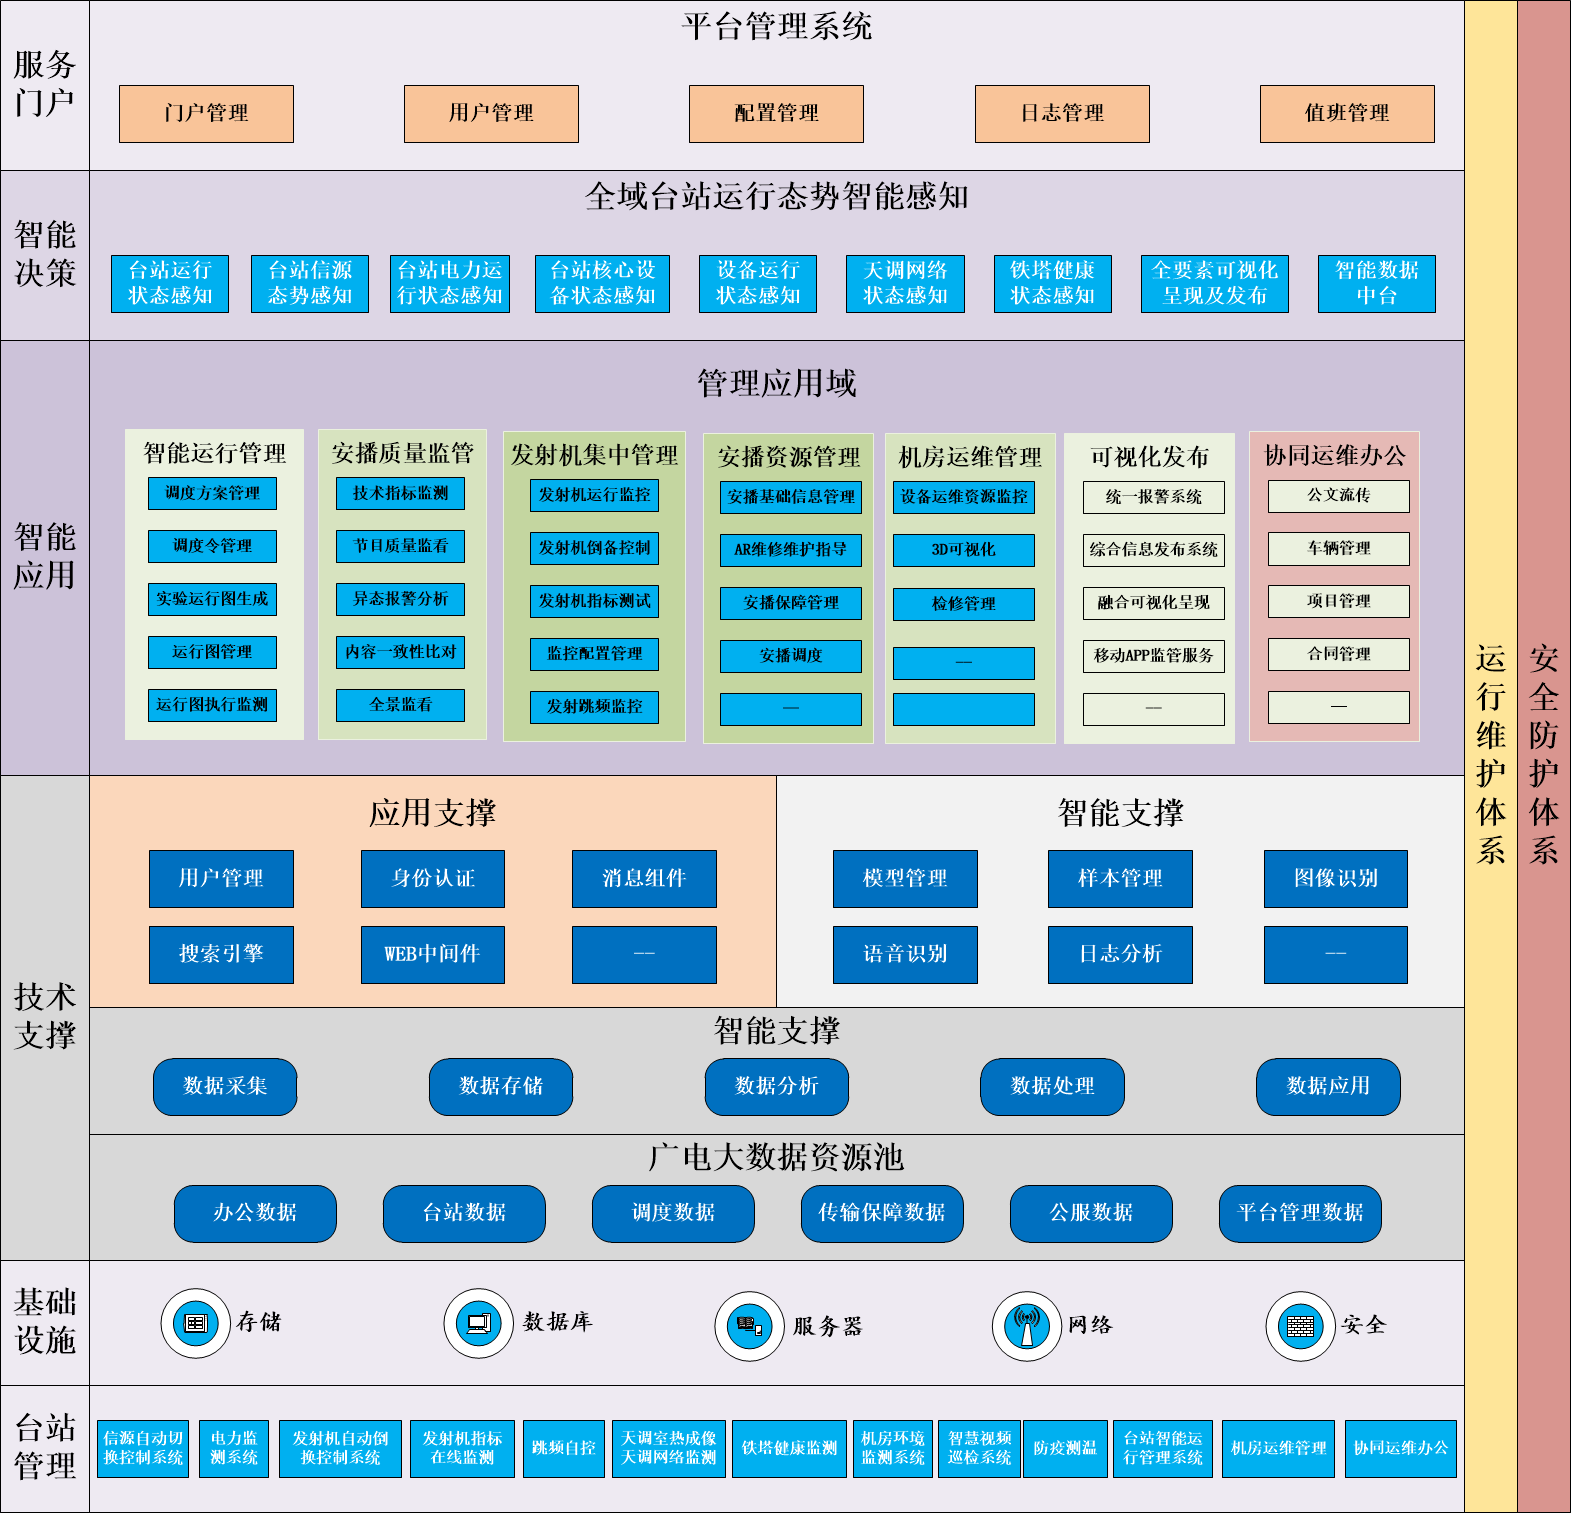 服务
门户
平台管理系统
门户管理
用户管理
配置管理
日志管理
值班管理
智能
决策
全域台站运行态势智能感知
台站运行
状态感知
台站信源
态势感知
台站电力运
行状态感知
台站核心设
备状态感知
设备运行
状态感知
天调网络
状态感知
铁塔健康
状态感知
全要素可视化
呈现及发布
智能数据
中台
智能
应用
管理应用域
智能运行管理
调度方案管理
调度令管理
实验运行图生成
运行图管理
运行图执行监测
安播质量监管
技术指标监测
节目质量监看
异态报警分析
内容一致性比对
全景监看
发射机集中管理
发射机运行监控
发射机倒备控制
发射机指标测试
监控配置管理
发射跳频监控
安播资源管理
安播基础信息管理
AR维修维护指导
安播保障管理
安播调度
—
机房运维管理
设备运维资源监控
3D可视化
检修管理
—
可视化发布
统一报警系统
综合信息发布系统
融合可视化呈现
移动APP监管服务
——
协同运维办公
公文流传
车辆管理
项目管理
合同管理
—
技术
支撑
应用支撑
用户管理
身份认证
消息组件
搜索引擎
WEB中间件
——
智能支撑
模型管理
样本管理
图像识别
语音识别
日志分析
——
智能支撑
数据采集
数据存储
数据分析
数据处理
数据应用
广电大数据资源池
办公数据
台站数据
调度数据
传输保障数据
公服数据
平台管理数据
基础
设施
存储
数据库
服务器
网络
安全
台站
管理
信源自动切
换控制系统
电力监
测系统
发射机自动倒
换控制系统
发射机指标
在线监测
跳频自控
天调室热成像
天调网络监测
铁塔健康监测
机房环境
监测系统
智慧视频
巡检系统
防疫测温
台站智能运
行管理系统
机房运维管理
协同运维办公
运行维护体系
安全防护体系